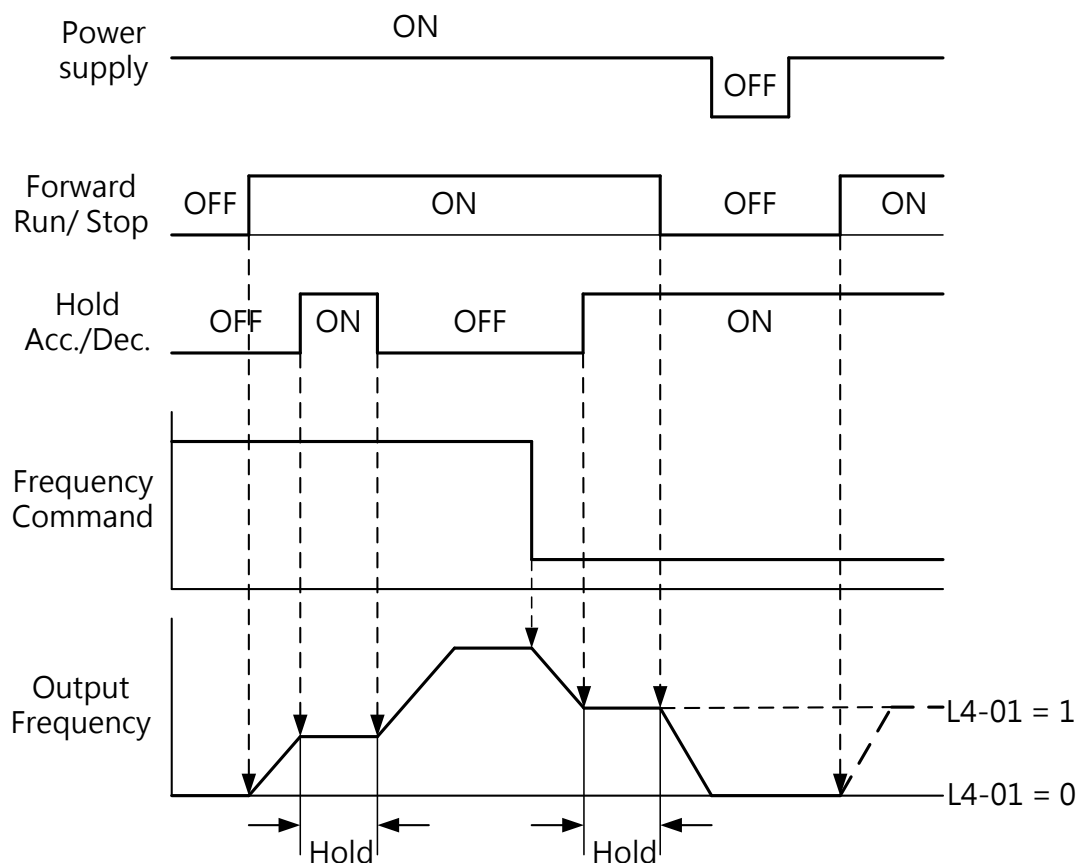 Power
supply
ON
OFF
Forward
Run/ Stop
OFF
ON
OFF
ON
Hold
Acc./Dec.
OFF
ON
OFF
ON
Frequency
Command
Output
Frequency
L4-01 = 1
L4-01 = 0
Hold
Hold